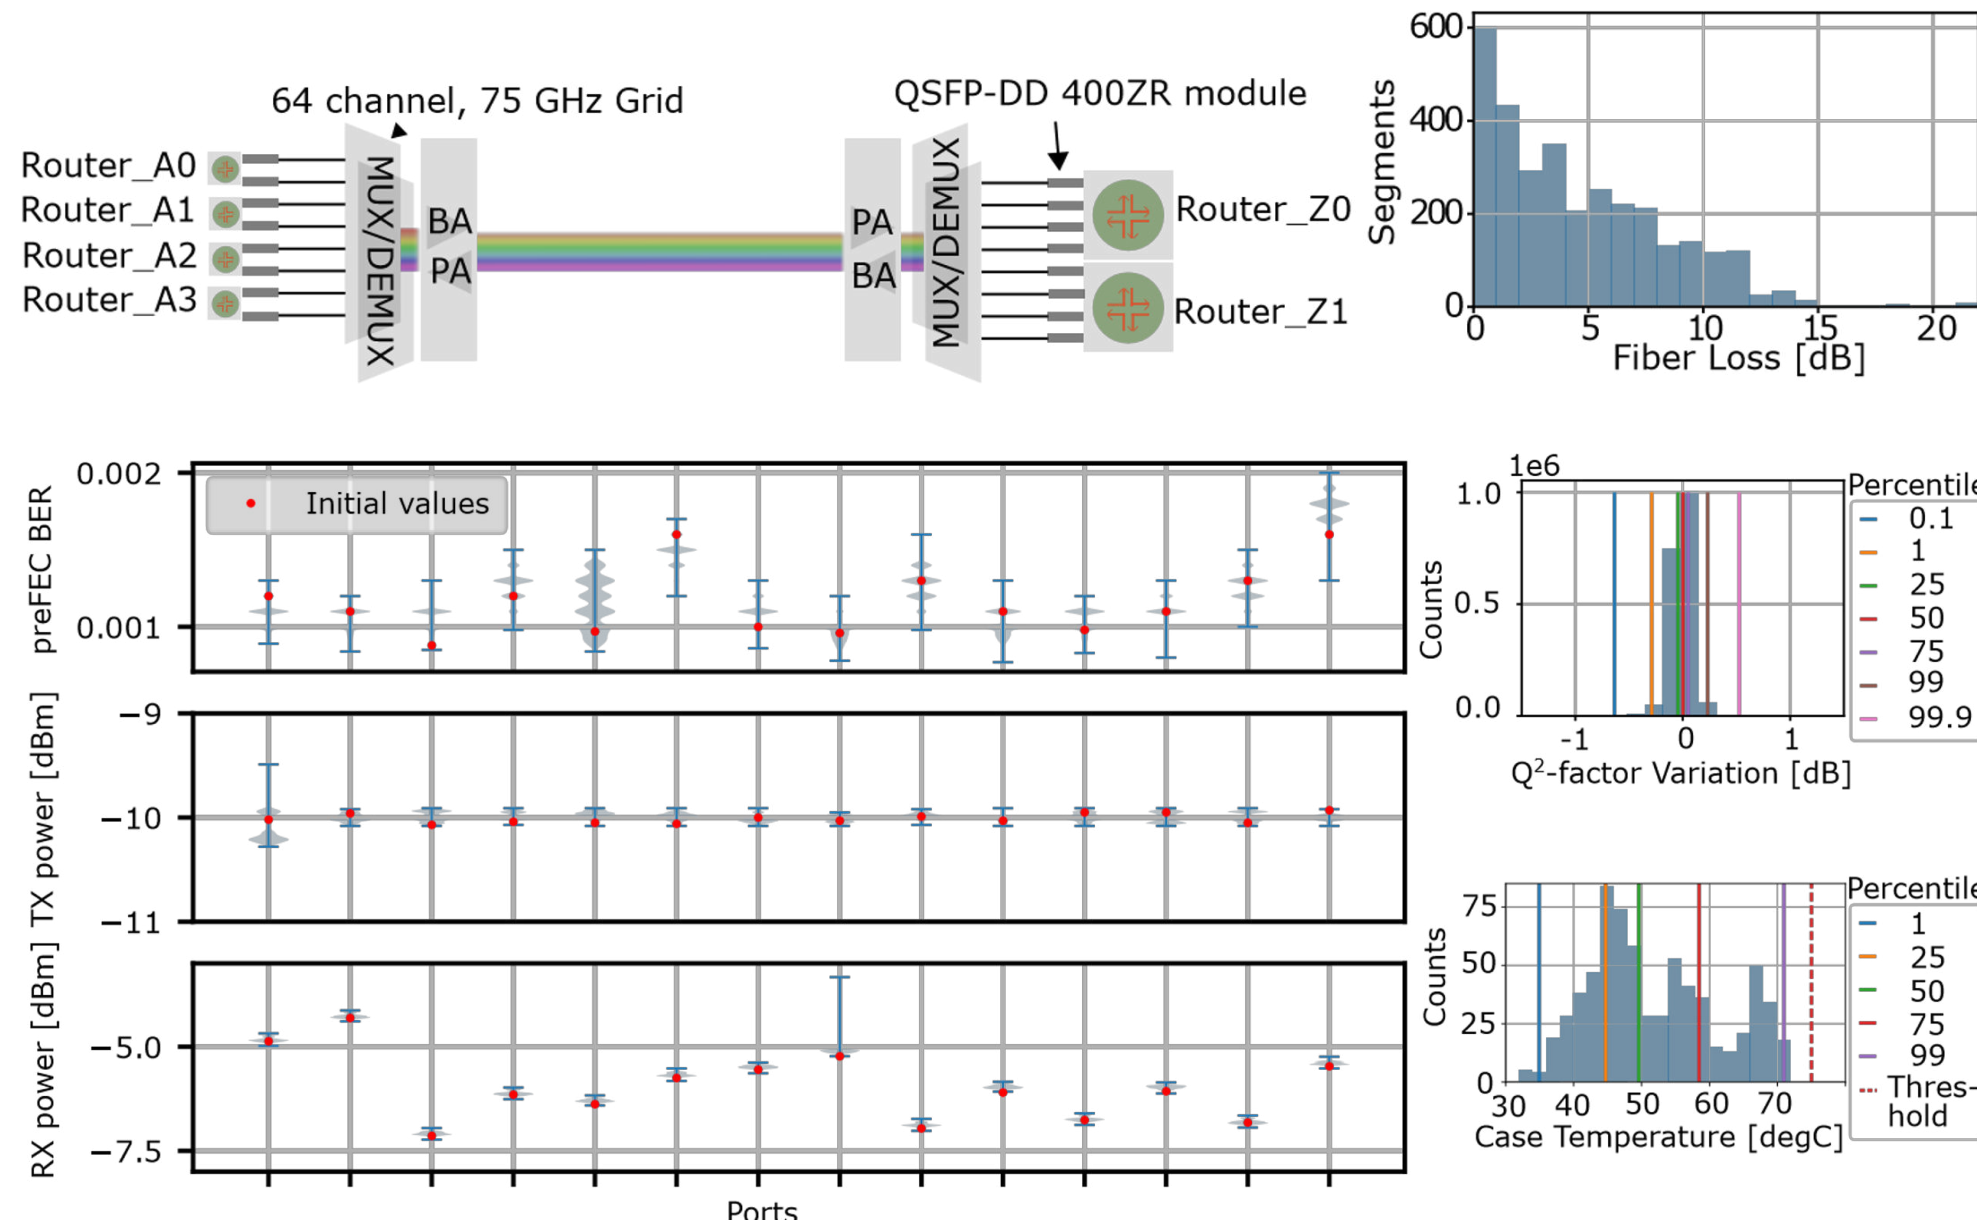 64 channel, 75 GHz Grid
QSFP-DD 400ZR module
Router_A0
Router_A1
Router_A2
Router_A3
MUX/DEMUX
BA
PA
PA
BA
MUX/DEMUX
Router_Z0
Router_Z1
Segments
600
400
200
0
0 5 10 15 20
Fiber Loss [dB]
preFEC BER
0.002
0.001
Initial values
TX power [dBm]
−9
−10
−11
RX power [dBm]
−5.0
−7.5
Ports
1e6
Counts
1.0
0.5
0.0
-1 0 1
Q²-factor Variation [dB]
Percentile
0.1
1
25
50
75
99
99.9
Counts
75
50
25
0
30 40 50 60 70
Case Temperature [degC]
Percentile
1
25
50
75
99
Thres-
hold